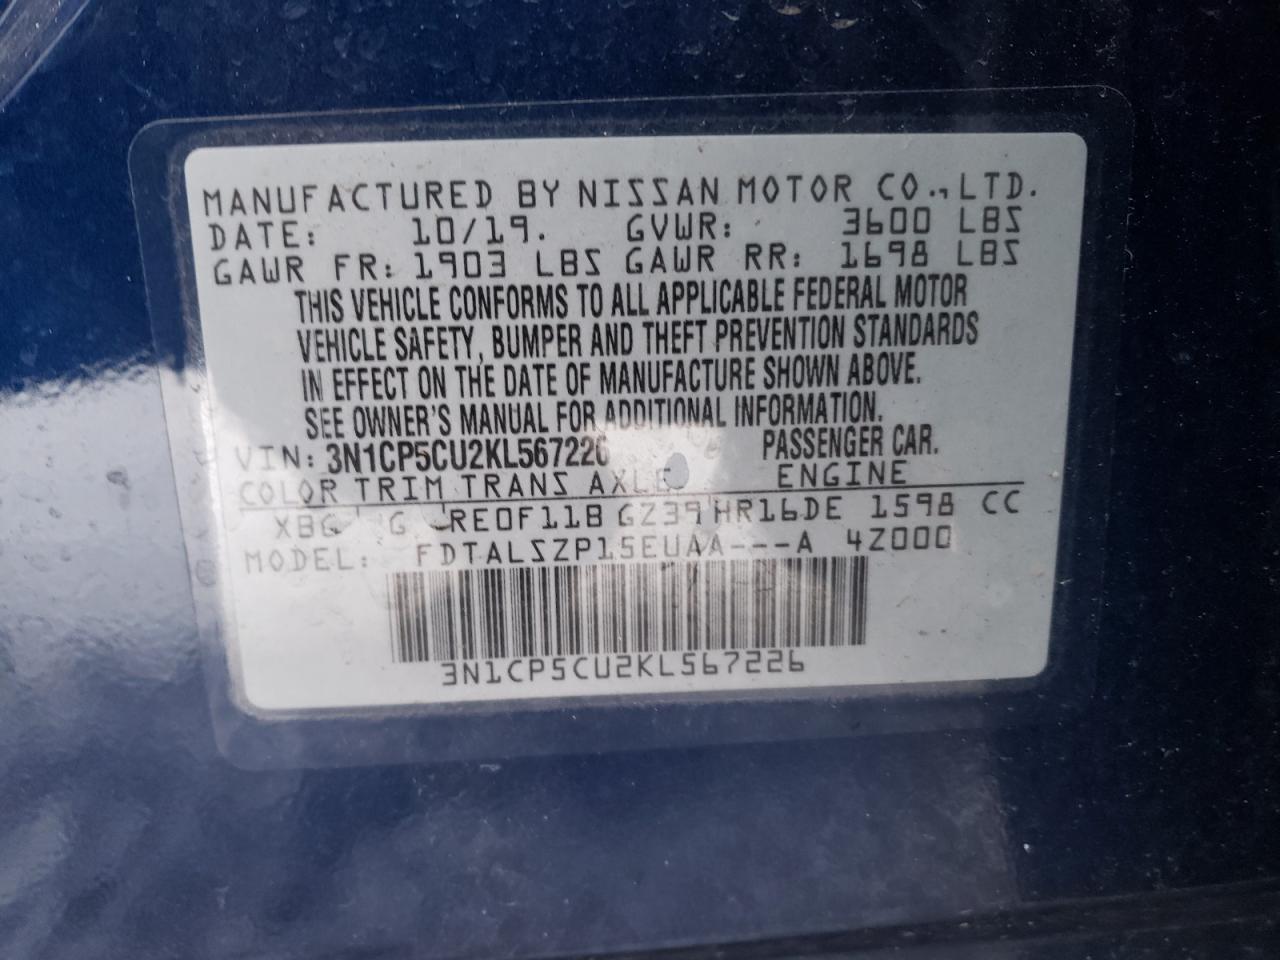 MANUFACTURED BY NISSAN MOTOR CO., LTD.
DATE: 10/19. GVWR: 3600 LBS
GAWR FR: 1903 LBS GAWR RR: 1698 LBS
THIS VEHICLE CONFORMS TO ALL APPLICABLE FEDERAL MOTOR
VEHICLE SAFETY, BUMPER AND THEFT PREVENTION STANDARDS
IN EFFECT ON THE DATE OF MANUFACTURE SHOWN ABOVE.
SEE OWNER'S MANUAL FOR ADDITIONAL INFORMATION.
VIN: 3N1CP5CU2KL567226 PASSENGER CAR.
COLOR TRIM TRANS AXLE ENGINE
XBG G RE0F11B GZ39 HR16DE 1598 CC
MODEL: FDTALSZP15EUAA---A 4Z000
3N1CP5CU2KL567226